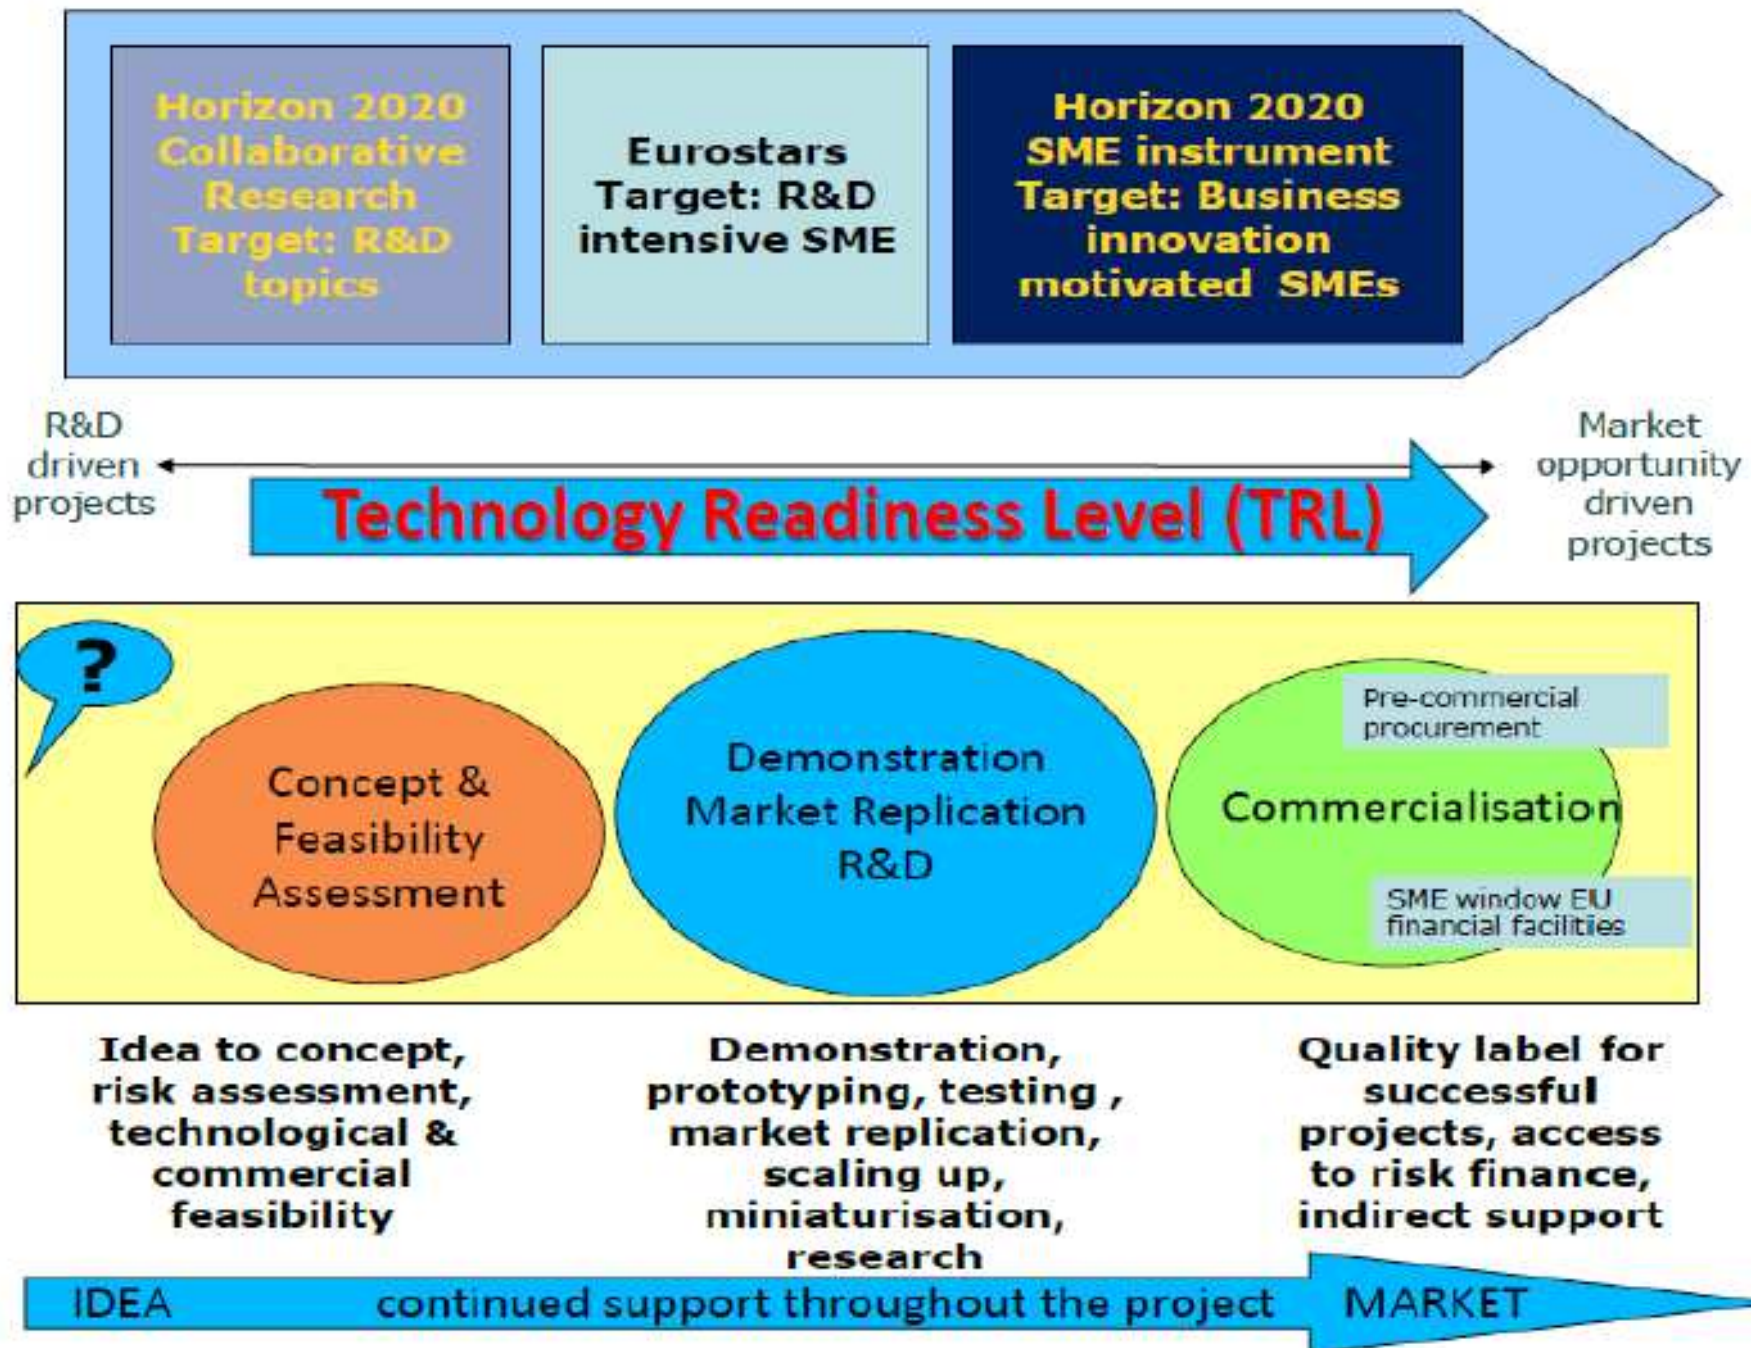 Horizon 2020
Collaborative
Research
Target: R&D
topics
Eurostars
Target: R&D
intensive SME
Horizon 2020
SME instrument
Target: Business
innovation
motivated SMEs
R&D
driven
projects
Market
opportunity
driven
projects
Technology Readiness Level (TRL)
?
Concept &
Feasibility
Assessment
Demonstration
Market Replication
R&D
Pre-commercial
procurement
Commercialisation
SME window EU
financial facilities
Idea to concept,
risk assessment,
technological &
commercial
feasibility
Demonstration,
prototyping, testing ,
market replication,
scaling up,
miniaturisation,
research
Quality label for
successful
projects, access
to risk finance,
indirect support
IDEA continued support throughout the project MARKET